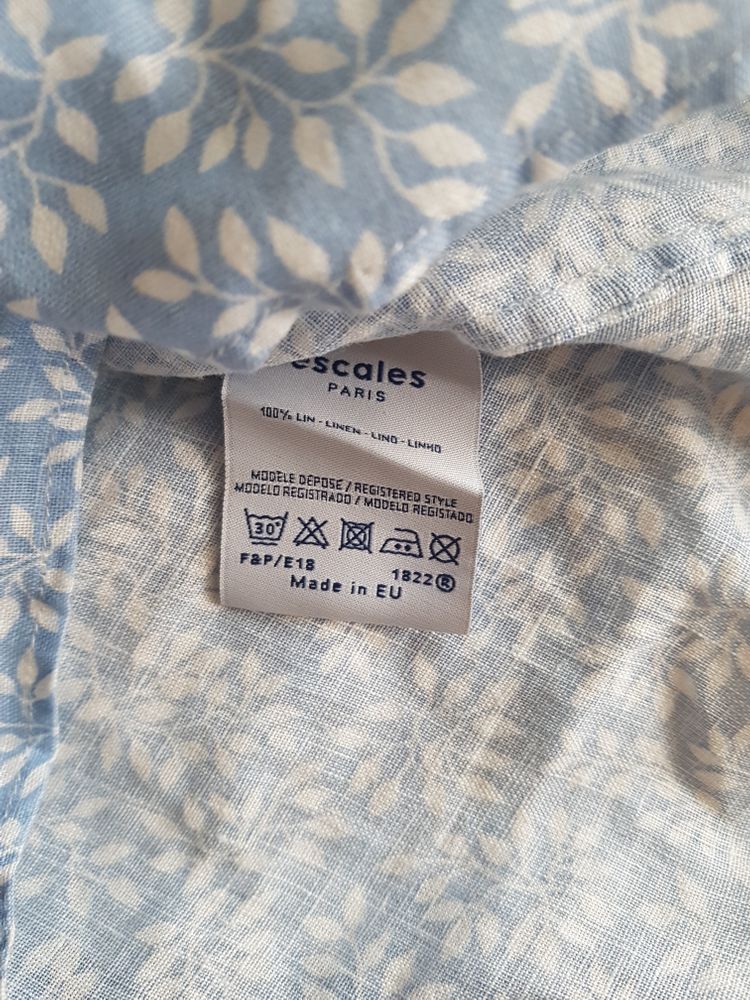 escales
PARIS
100% LIN - LINEN - LINO - LINHO
MODELE DEPOSE / REGISTERED STYLE
MODELO REGISTRADO / MODELO REGISTADO
30°
F&P/E18 1822®
Made in EU